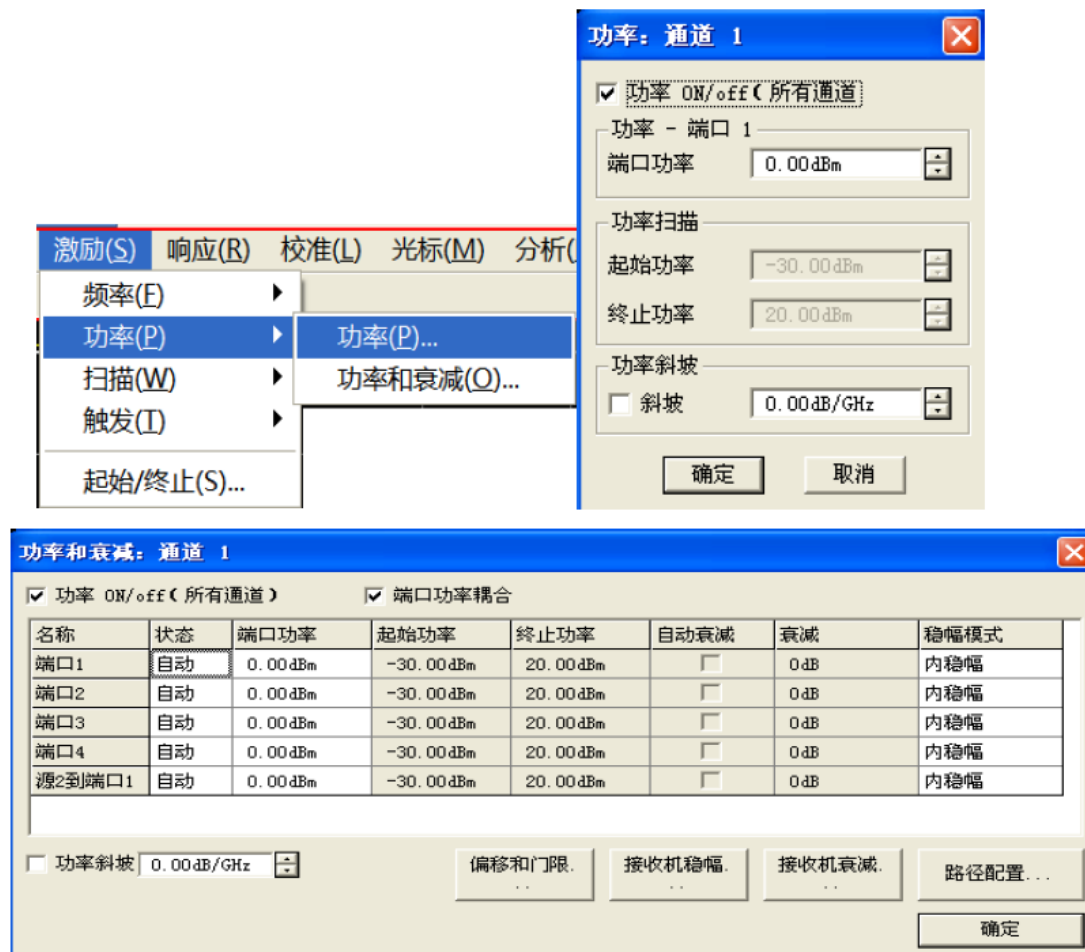 功率: 通道 1
功率 ON/off(所有通道
功率 - 端口 1
端口功率 0.00dBm
功率扫描
起始功率 -30.00dBm
终止功率 20.00dBm
功率斜坡
斜坡 0.00dB/GHz
确定 取消
激励(S) 响应(R) 校准(L) 光标(M) 分析(
频率(F)
功率(P)
扫描(W)
触发(T)
起始/终止(S)...
功率(P)...
功率和衰减(O)...
功率和衰减: 通道 1
功率 ON/off(所有通道) 端口功率耦合
名称 状态 端口功率 起始功率 终止功率 自动衰减 衰减 稳幅模式
端口1 自动 0.00dBm -30.00dBm 20.00dBm 0dB 内稳幅
端口2 自动 0.00dBm -30.00dBm 20.00dBm 0dB 内稳幅
端口3 自动 0.00dBm -30.00dBm 20.00dBm 0dB 内稳幅
端口4 自动 0.00dBm -30.00dBm 20.00dBm 0dB 内稳幅
源2到端口1 自动 0.00dBm -30.00dBm 20.00dBm 0dB 内稳幅
功率斜坡 0.00dB/GHz 偏移和门限... 接收机稳幅... 接收机衰减... 路径配置...
确定